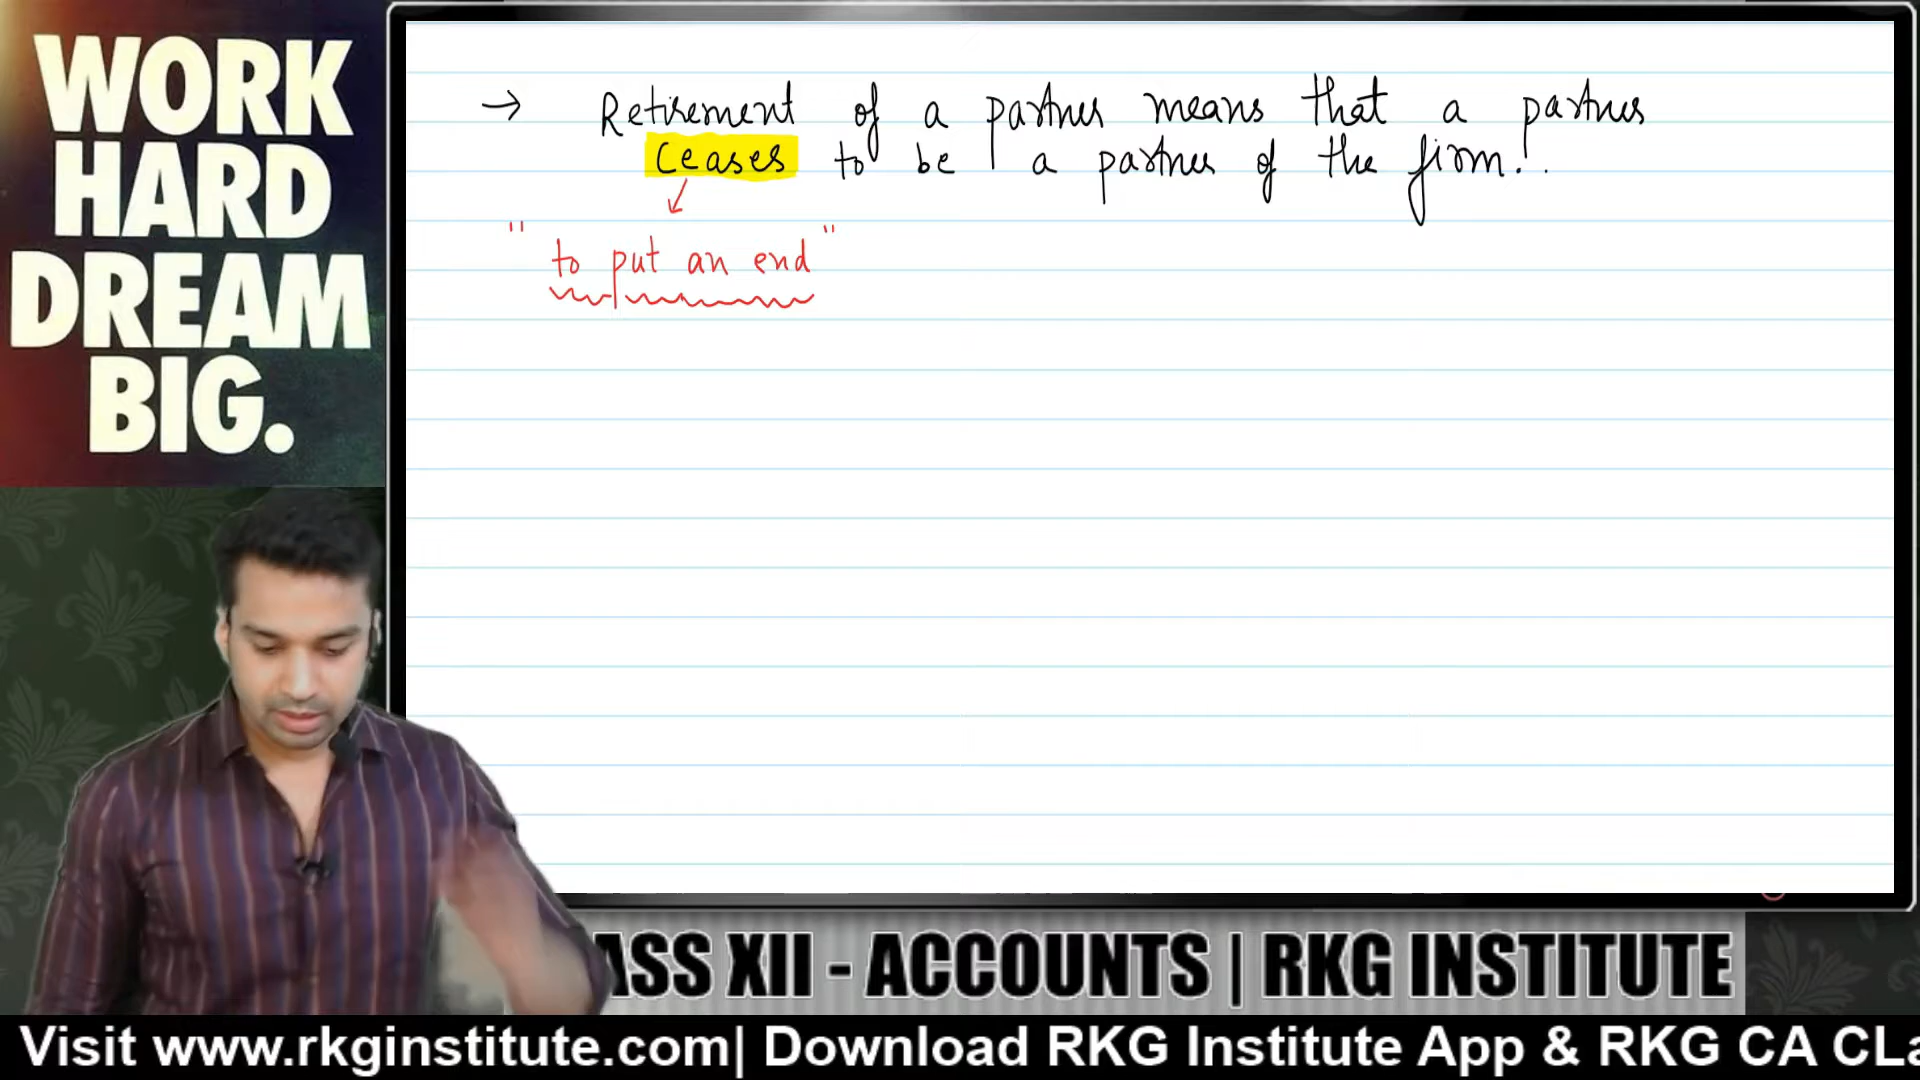 WORK
HARD
DREAM
BIG.
→ Retirement of a partner means that a partner
ceases to be a partner of the firm.
" to put an end "
ASS XII - ACCOUNTS | RKG INSTITUTE
Visit www.rkginstitute.com| Download RKG Institute App & RKG CA CLa